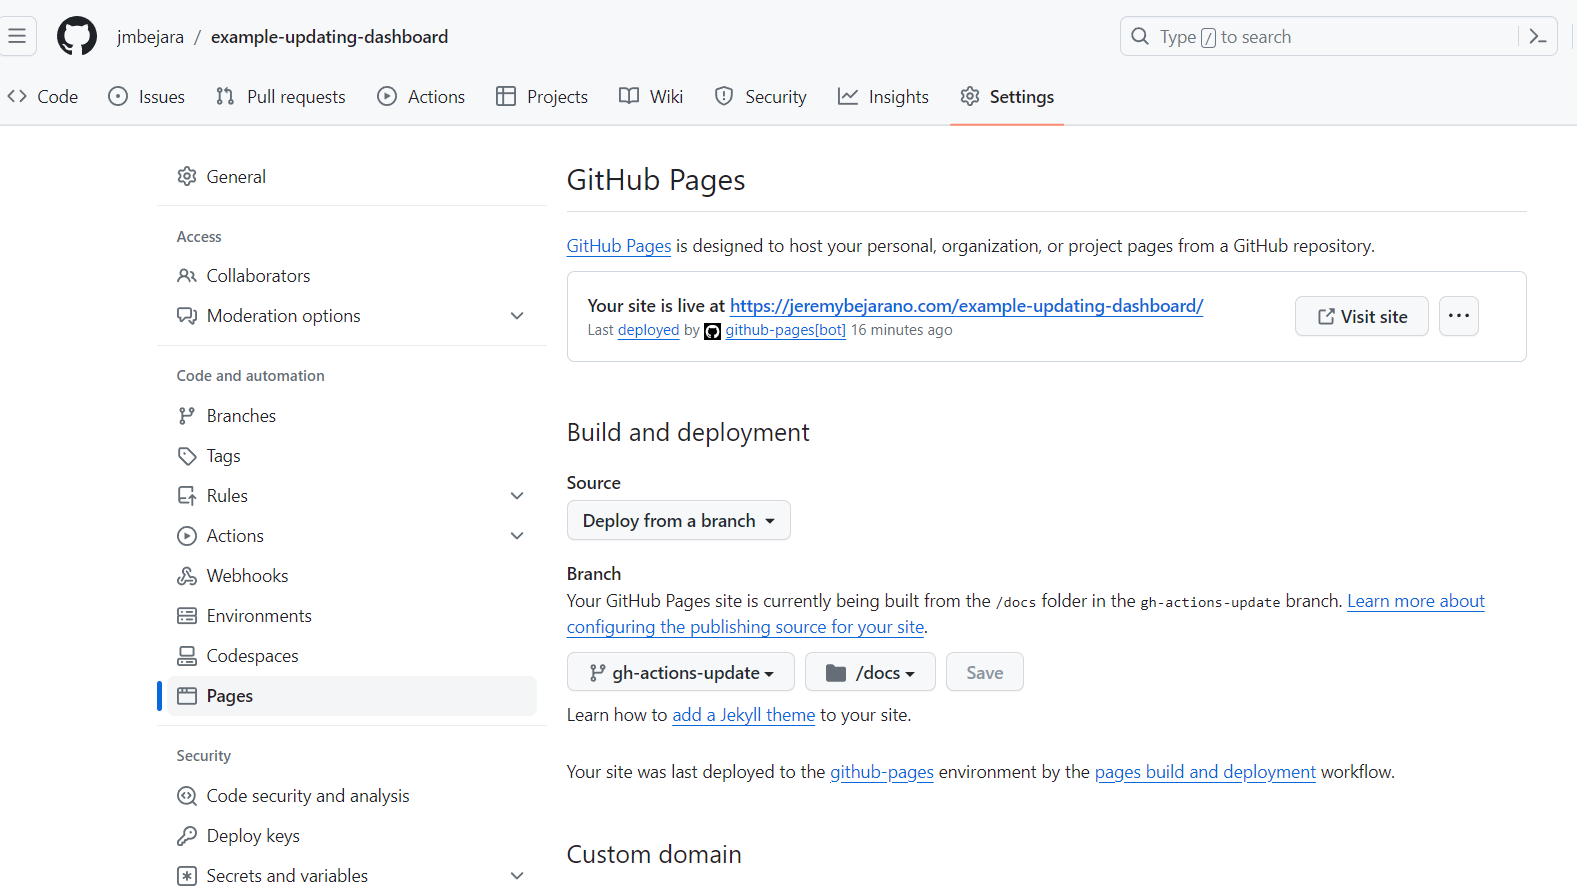 jmbejara / example-updating-dashboard
Type / to search
Code
Issues
Pull requests
Actions
Projects
Wiki
Security
Insights
Settings
General
Access
Collaborators
Moderation options
Code and automation
Branches
Tags
Rules
Actions
Webhooks
Environments
Codespaces
Pages
Security
Code security and analysis
Deploy keys
Secrets and variables
GitHub Pages
GitHub Pages is designed to host your personal, organization, or project pages from a GitHub repository.
Your site is live at https://jeremybejarano.com/example-updating-dashboard/
Last deployed by github-pages[bot] 16 minutes ago
Visit site
Build and deployment
Source
Deploy from a branch
Branch
Your GitHub Pages site is currently being built from the /docs folder in the gh-actions-update branch. Learn more about
configuring the publishing source for your site.
gh-actions-update
/docs
Save
Learn how to add a Jekyll theme to your site.
Your site was last deployed to the github-pages environment by the pages build and deployment workflow.
Custom domain